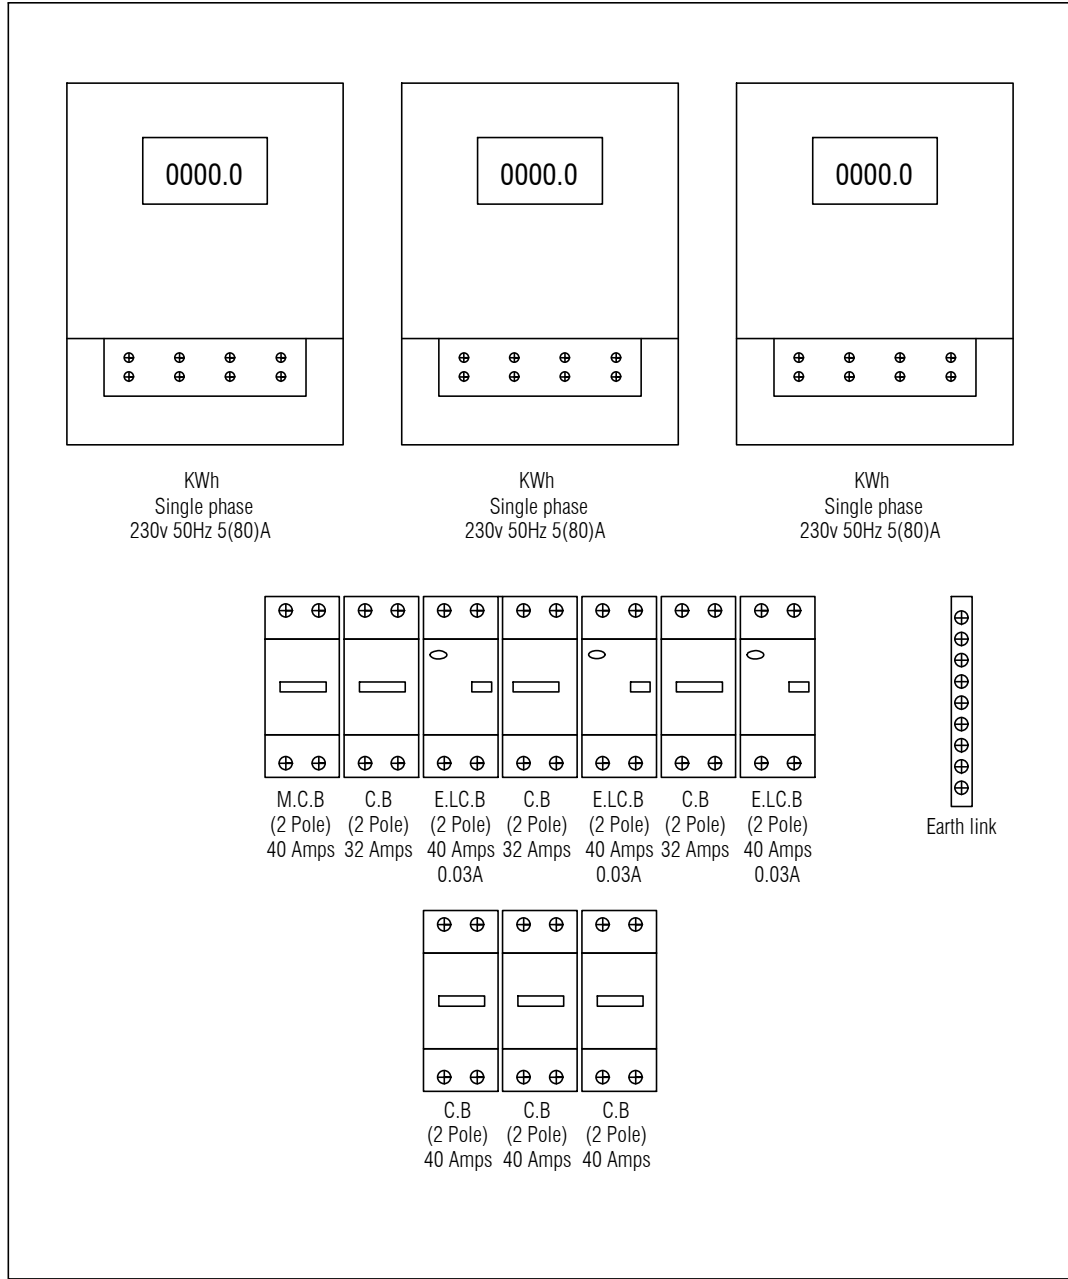 0000.0
0000.0
0000.0
KWh
Single phase
230v 50Hz 5(80)A
KWh
Single phase
230v 50Hz 5(80)A
KWh
Single phase
230v 50Hz 5(80)A
M.C.B
(2 Pole)
40 Amps
C.B
(2 Pole)
32 Amps
E.LC.B
(2 Pole)
40 Amps
0.03A
C.B
(2 Pole)
32 Amps
E.LC.B
(2 Pole)
40 Amps
0.03A
C.B
(2 Pole)
32 Amps
E.LC.B
(2 Pole)
40 Amps
0.03A
Earth link
C.B
(2 Pole)
40 Amps
C.B
(2 Pole)
40 Amps
C.B
(2 Pole)
40 Amps